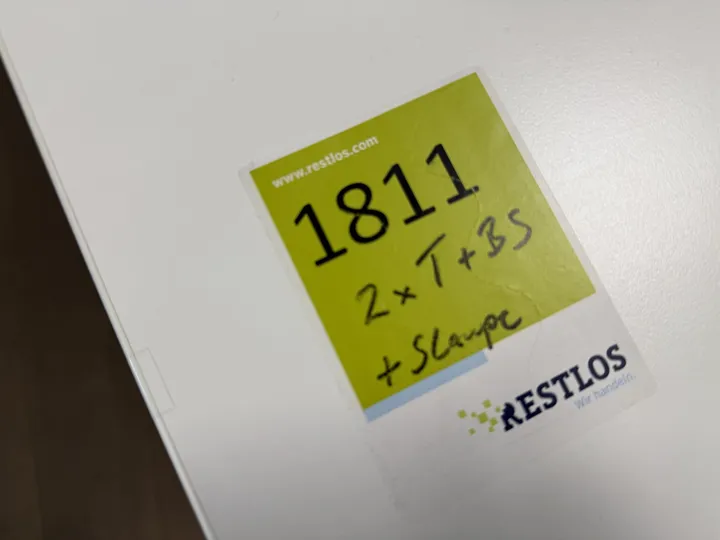 www.restlos.com
1811
2 x T + BS
+ SLampe
RESTLOS
Wir handeln.